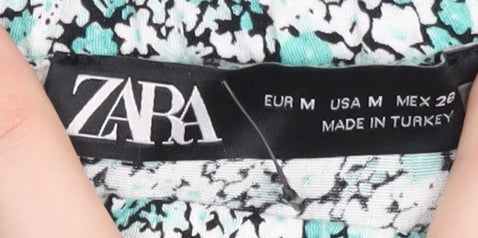 ZARA
EUR M USA M MEX 28
MADE IN TURKEY